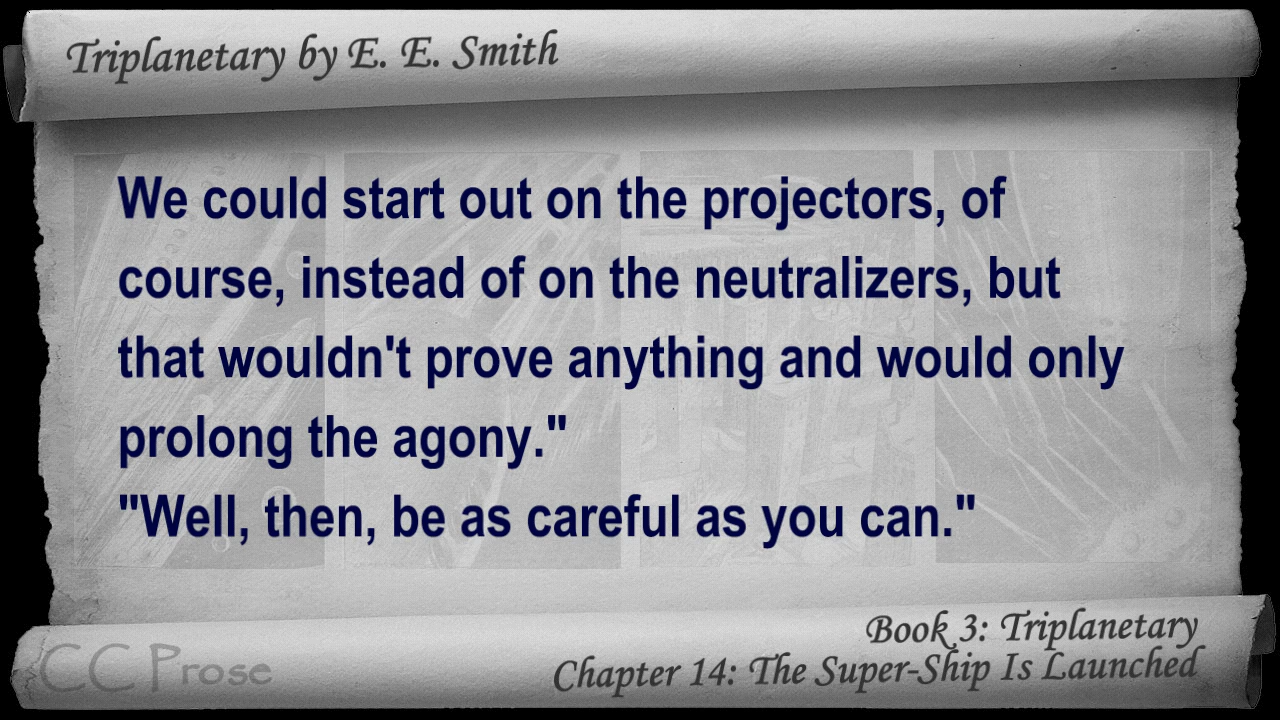 Triplanetary by E. E. Smith
We could start out on the projectors, of
course, instead of on the neutralizers, but
that wouldn't prove anything and would only
prolong the agony."
"Well, then, be as careful as you can."
Book 3: Triplanetary
Chapter 14: The Super-Ship Is Launched
CC Prose